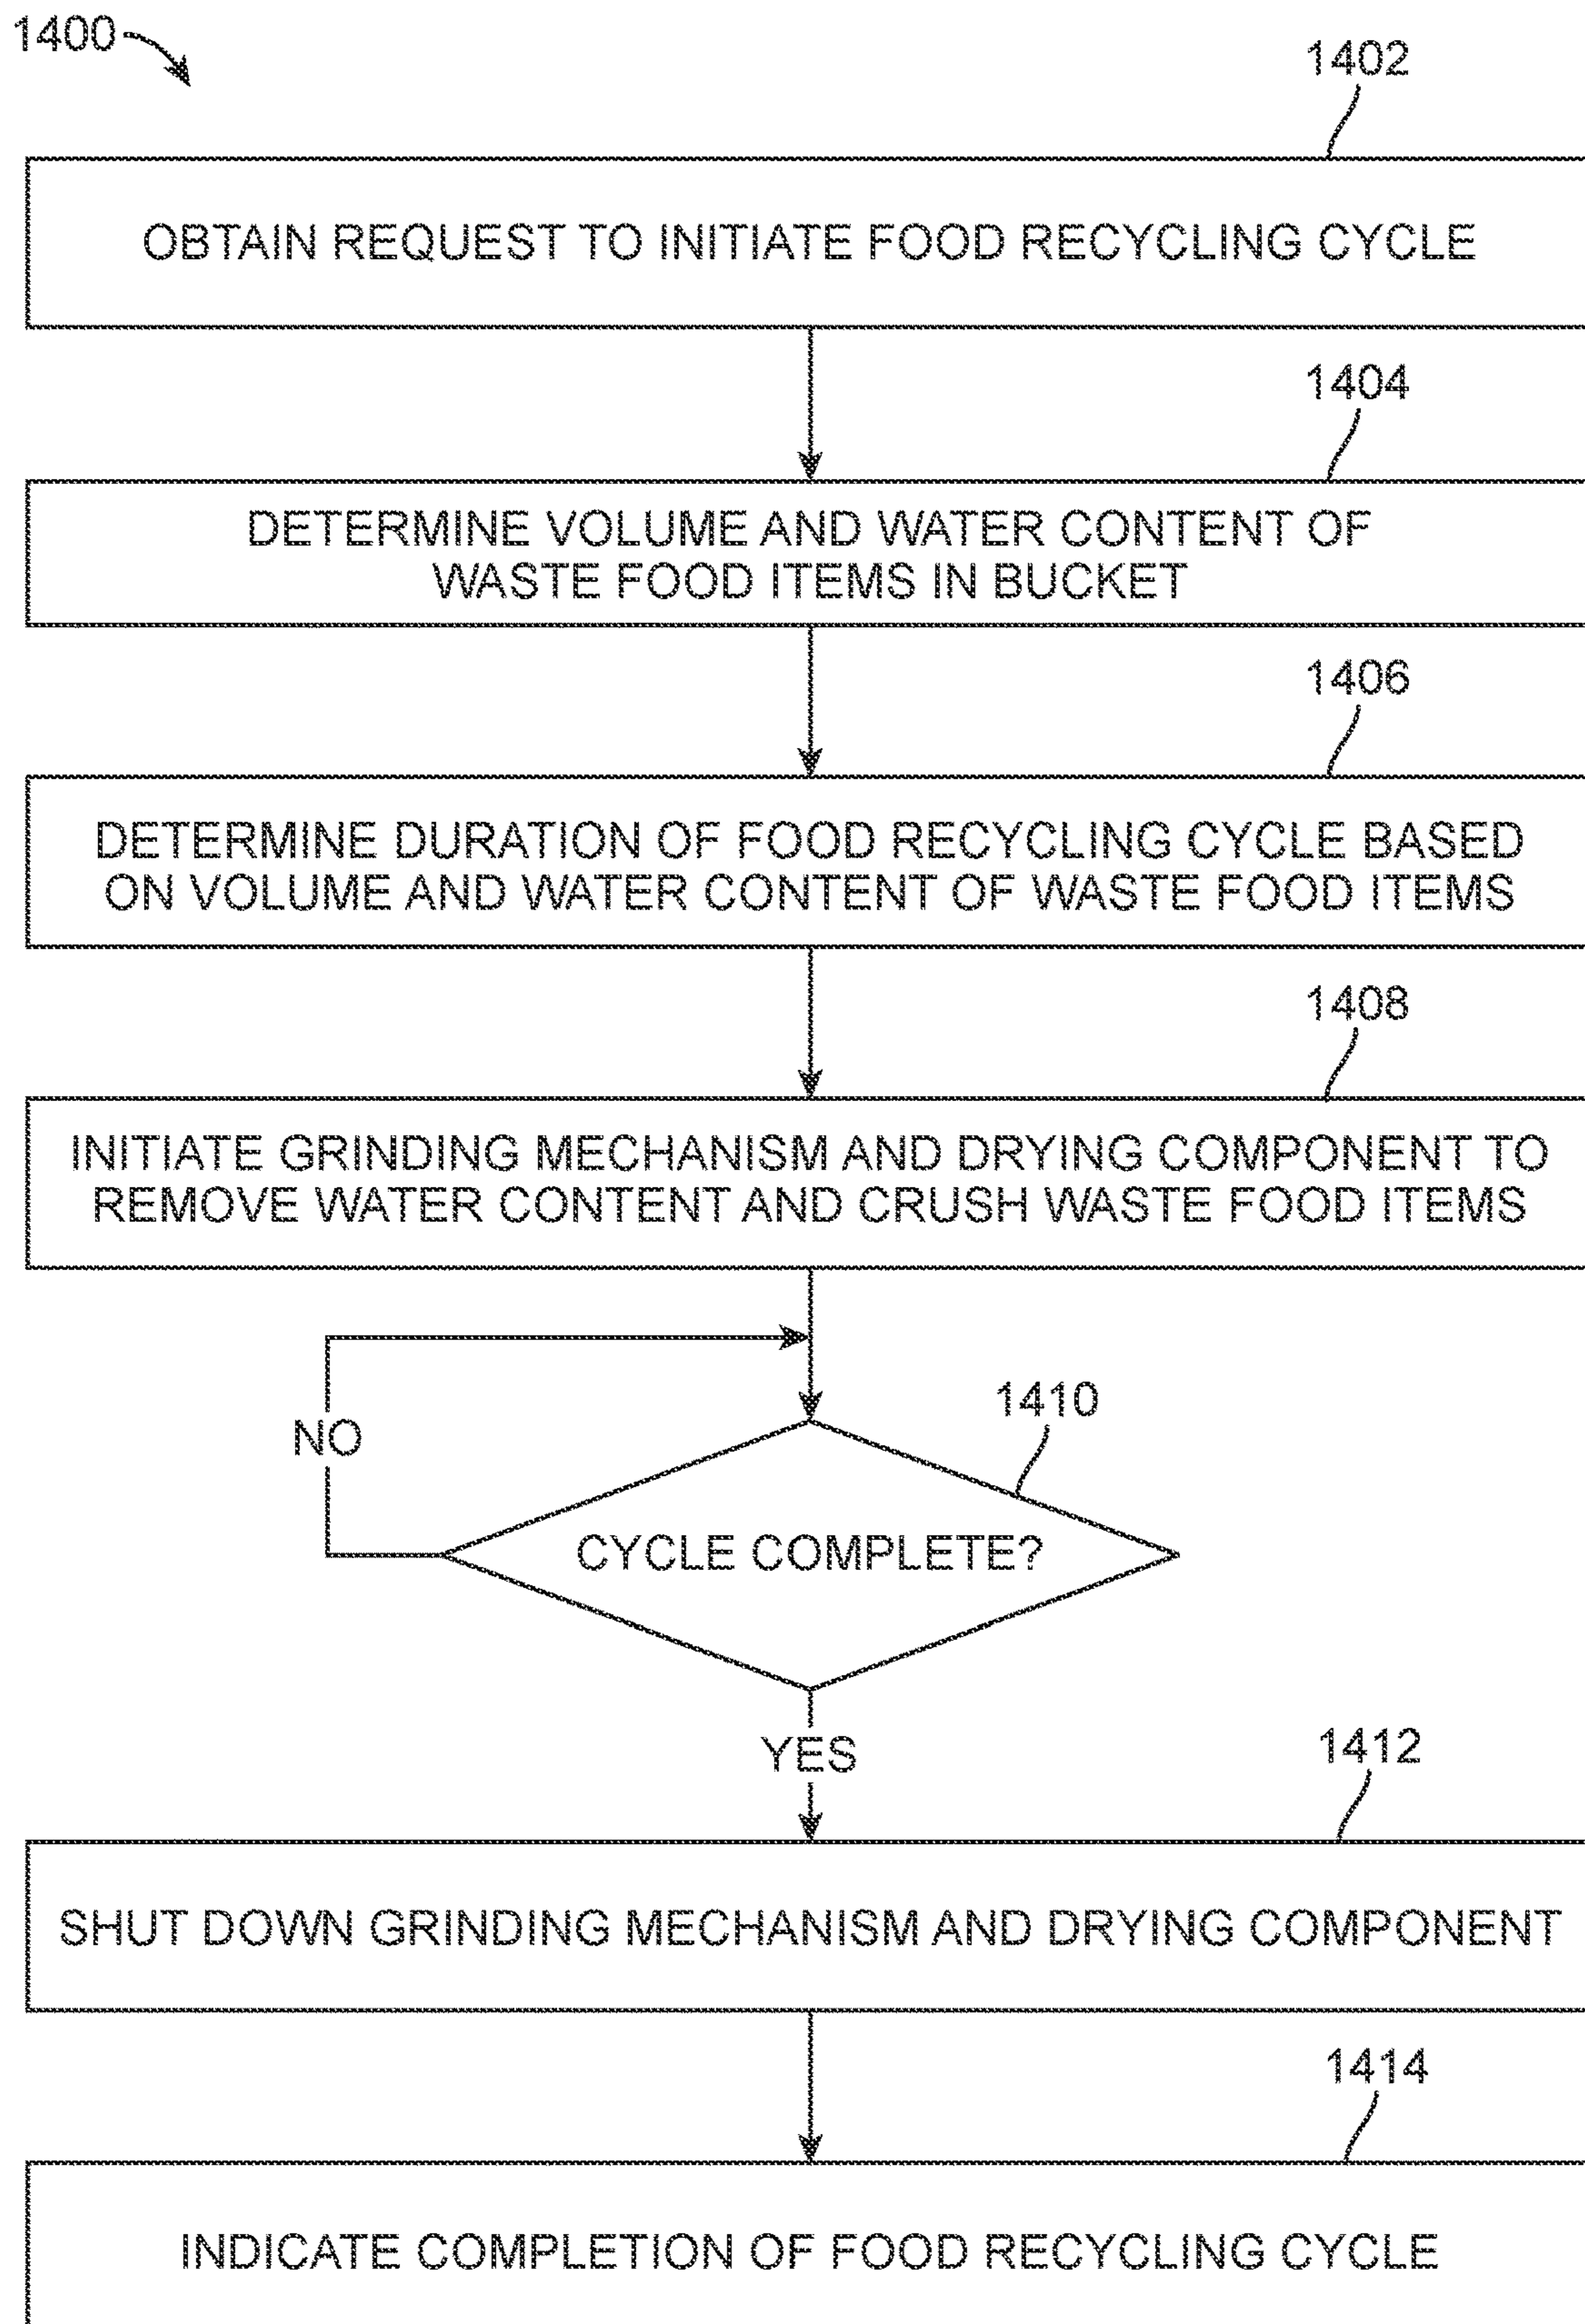 1400
1402
OBTAIN REQUEST TO INITIATE FOOD RECYCLING CYCLE
1404
DETERMINE VOLUME AND WATER CONTENT OF
WASTE FOOD ITEMS IN BUCKET
1406
DETERMINE DURATION OF FOOD RECYCLING CYCLE BASED
ON VOLUME AND WATER CONTENT OF WASTE FOOD ITEMS
1408
INITIATE GRINDING MECHANISM AND DRYING COMPONENT TO
REMOVE WATER CONTENT AND CRUSH WASTE FOOD ITEMS
1410
NO
CYCLE COMPLETE?
YES
1412
SHUT DOWN GRINDING MECHANISM AND DRYING COMPONENT
1414
INDICATE COMPLETION OF FOOD RECYCLING CYCLE